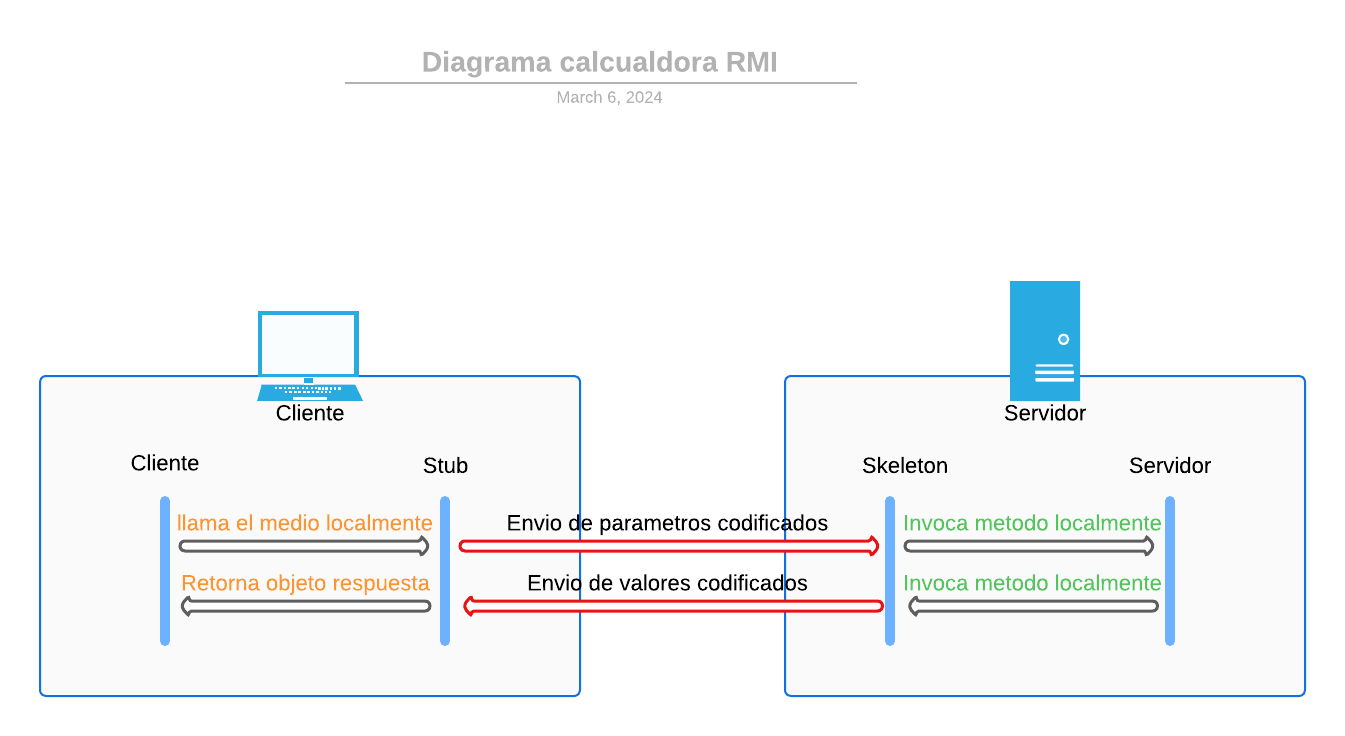 Diagrama calcualdora RMI
March 6, 2024
Cliente
Servidor
Cliente
Stub
Skeleton
Servidor
llama el medio localmente
Envio de parametros codificados
Invoca metodo localmente
Retorna objeto respuesta
Envio de valores codificados
Invoca metodo localmente